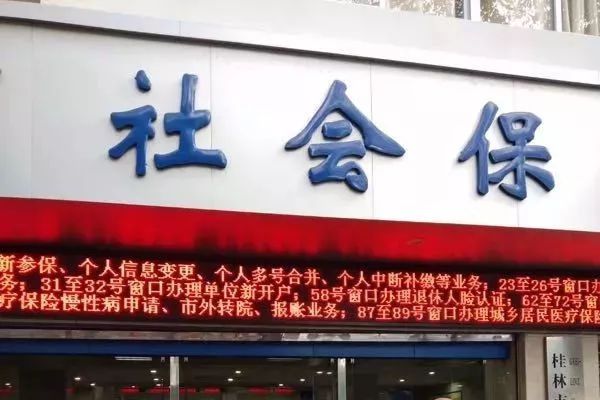 社会保
新参保、个人信息变更、个人多号合并、个人中断补缴等业务；23至26号窗口办
务；31至32号窗口办理单位新开户；58号窗口办理退休人脸认证；62至72号窗
疗保险慢性病申请、市外转院、报账业务；87至89号窗口办理城乡居民医疗保险
桂林市